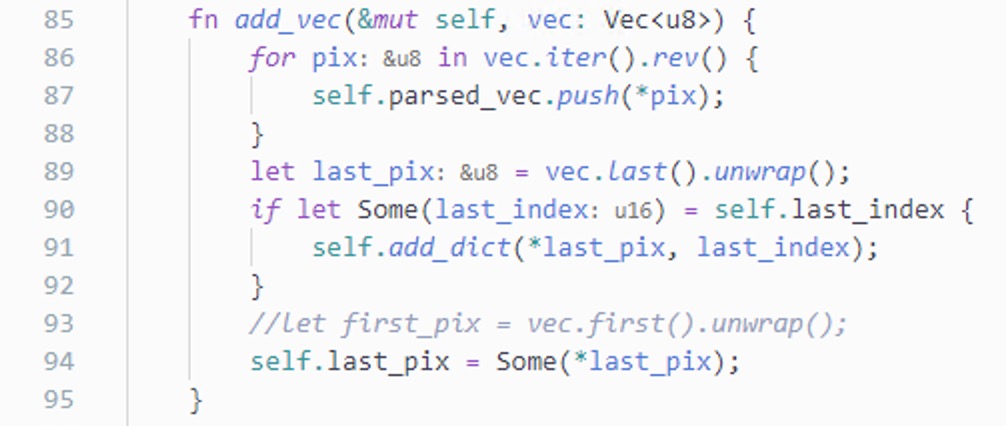 85 fn add_vec(&mut self, vec: Vec<u8>) {
86 for pix: &u8 in vec.iter().rev() {
87 self.parsed_vec.push(*pix);
88 }
89 let last_pix: &u8 = vec.last().unwrap();
90 if let Some(last_index: u16) = self.last_index {
91 self.add_dict(*last_pix, last_index);
92 }
93 //let first_pix = vec.first().unwrap();
94 self.last_pix = Some(*last_pix);
95 }